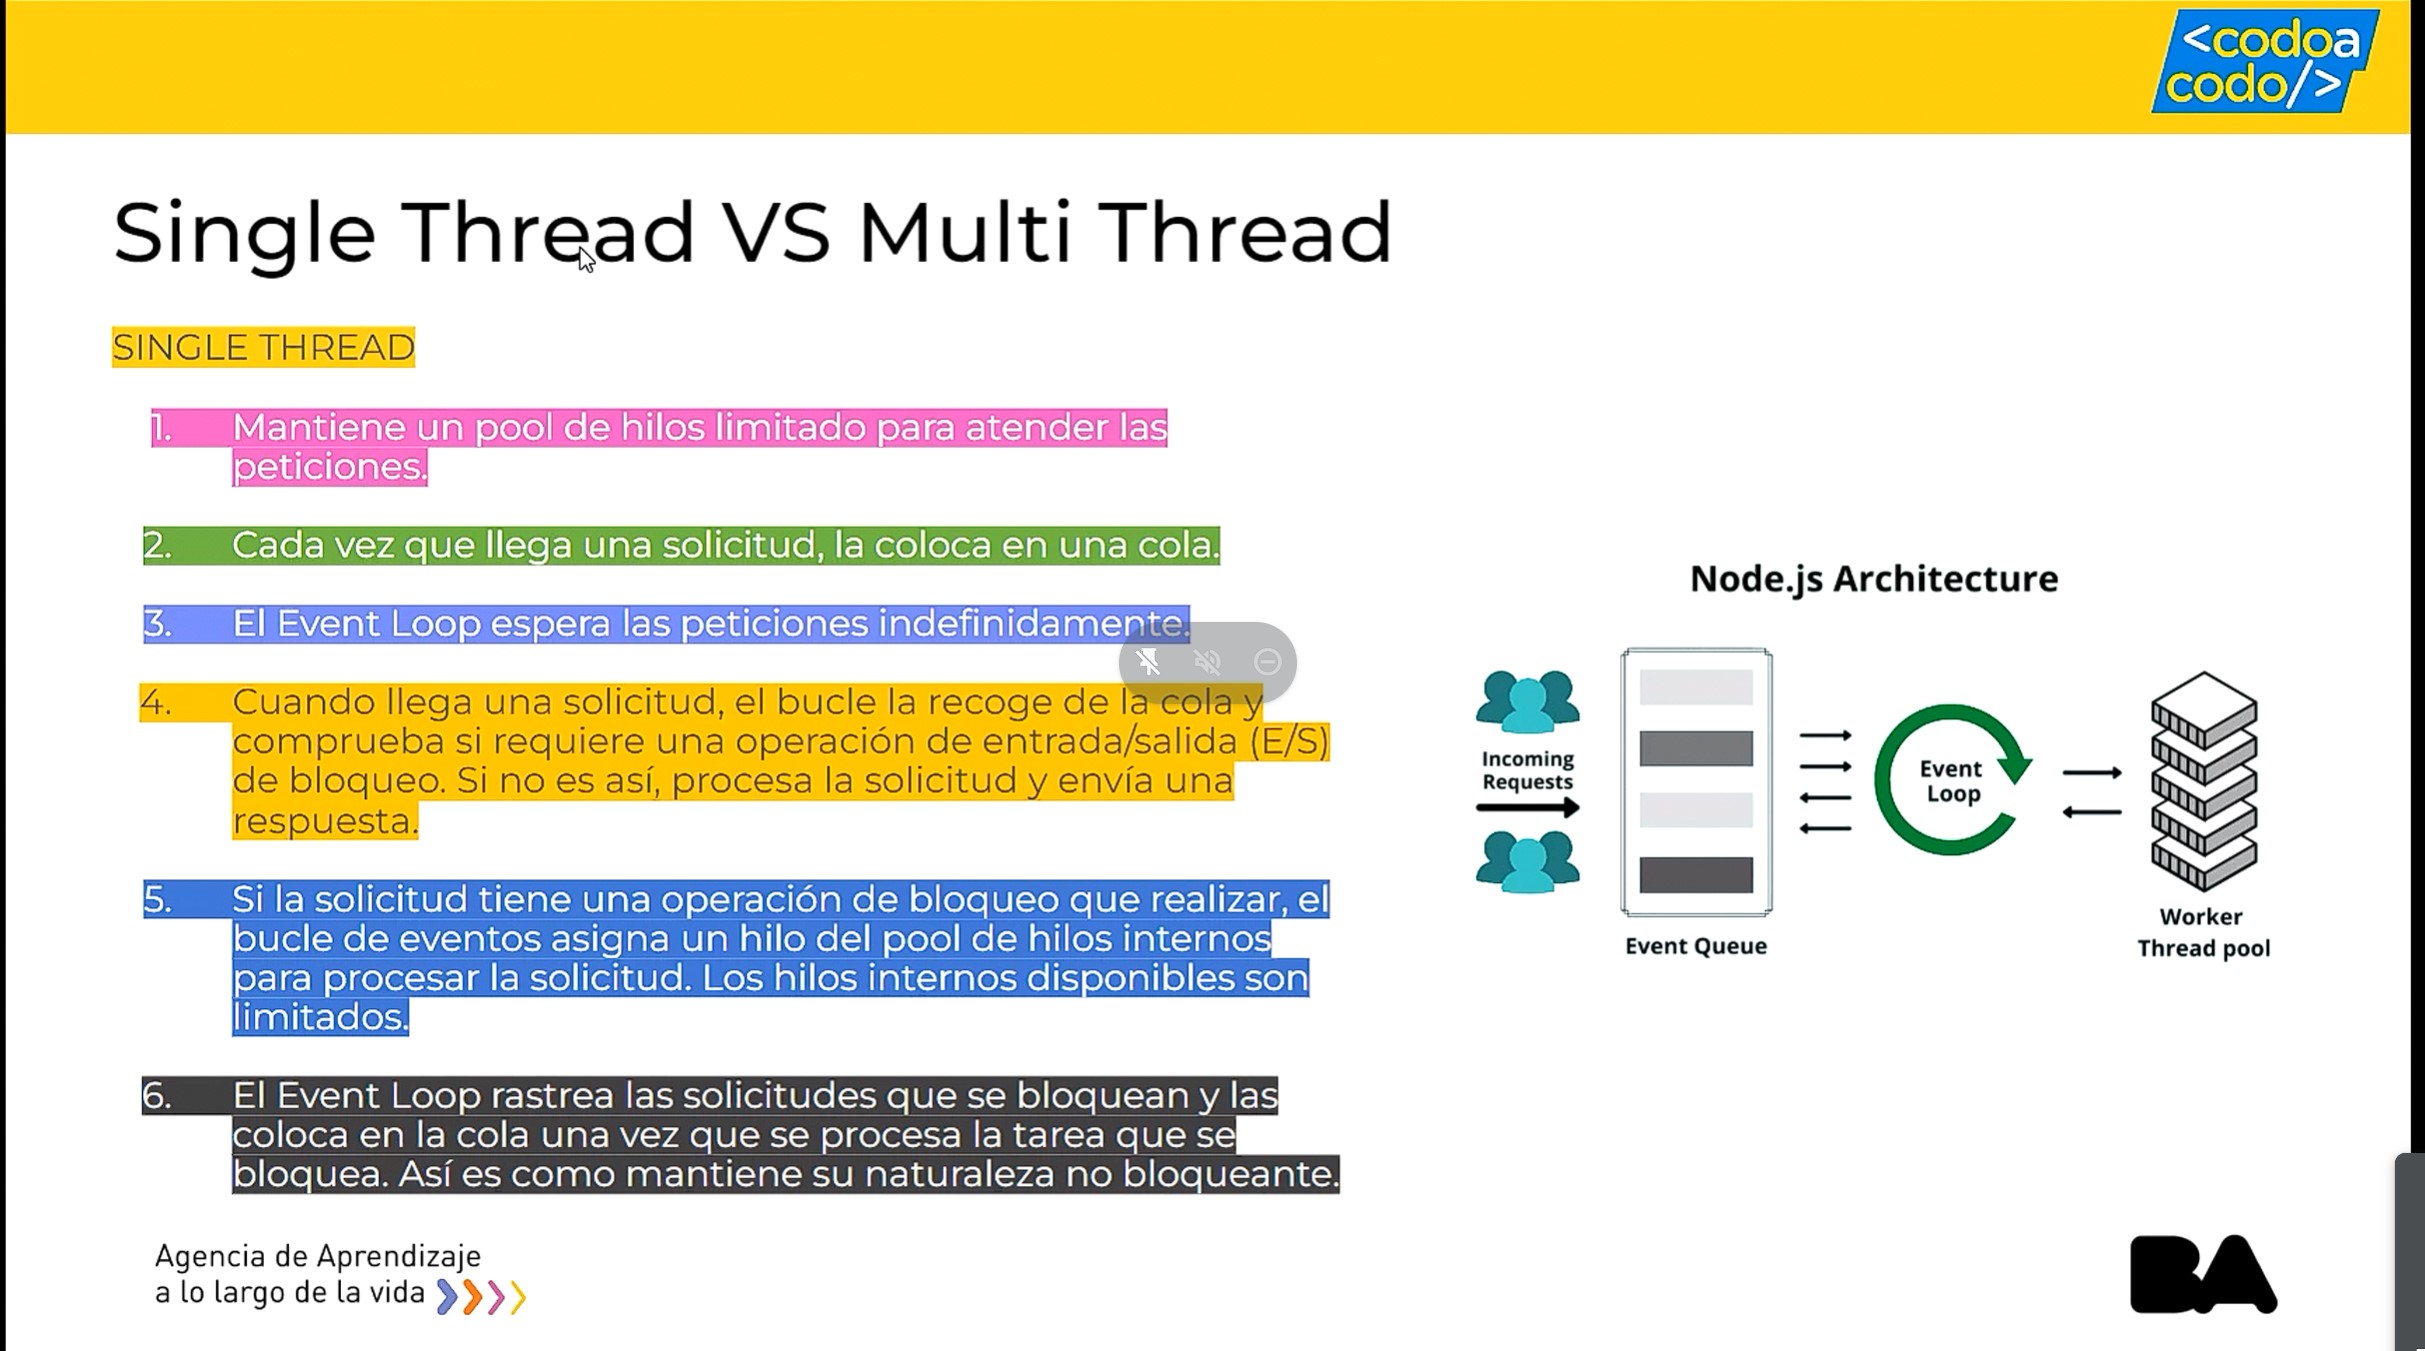 <codoa
codo/>
Single Thread VS Multi Thread
SINGLE THREAD
1. Mantiene un pool de hilos limitado para atender las
peticiones.
2. Cada vez que llega una solicitud, la coloca en una cola.
3. El Event Loop espera las peticiones indefinidamente.
4. Cuando llega una solicitud, el bucle la recoge de la cola y
comprueba si requiere una operación de entrada/salida (E/S)
de bloqueo. Si no es así, procesa la solicitud y envía una
respuesta.
5. Si la solicitud tiene una operación de bloqueo que realizar, el
bucle de eventos asigna un hilo del pool de hilos internos
para procesar la solicitud. Los hilos internos disponibles son
limitados.
6. El Event Loop rastrea las solicitudes que se bloquean y las
coloca en la cola una vez que se procesa la tarea que se
bloquea. Así es como mantiene su naturaleza no bloqueante.
Node.js Architecture
Incoming
Requests
Event Queue
Event
Loop
Worker
Thread pool
Agencia de Aprendizaje
a lo largo de la vida
BA